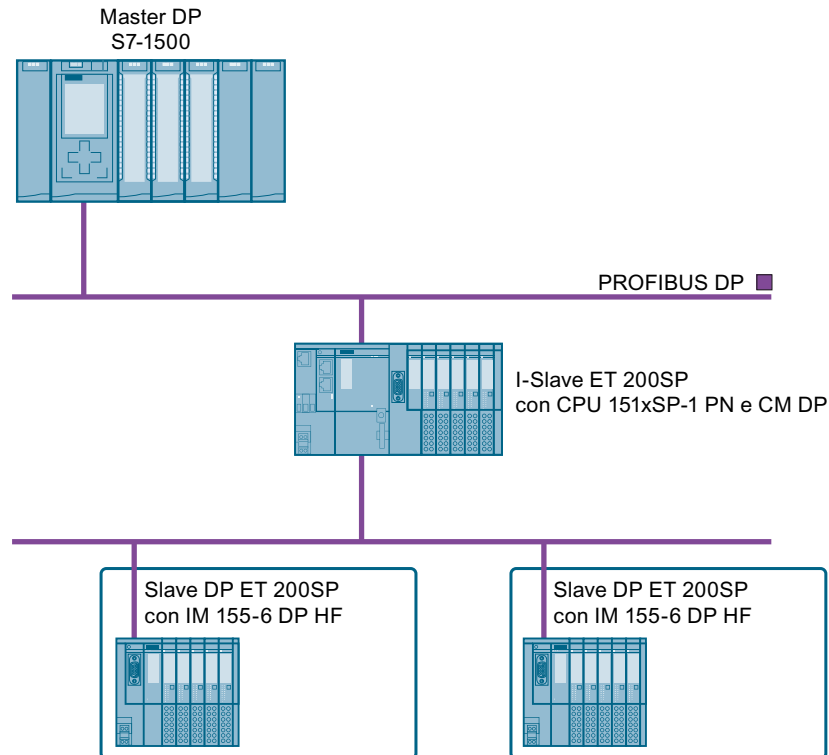 Master DP
S7-1500
PROFIBUS DP
I-Slave ET 200SP
con CPU 151xSP-1 PN e CM DP
Slave DP ET 200SP
con IM 155-6 DP HF
Slave DP ET 200SP
con IM 155-6 DP HF